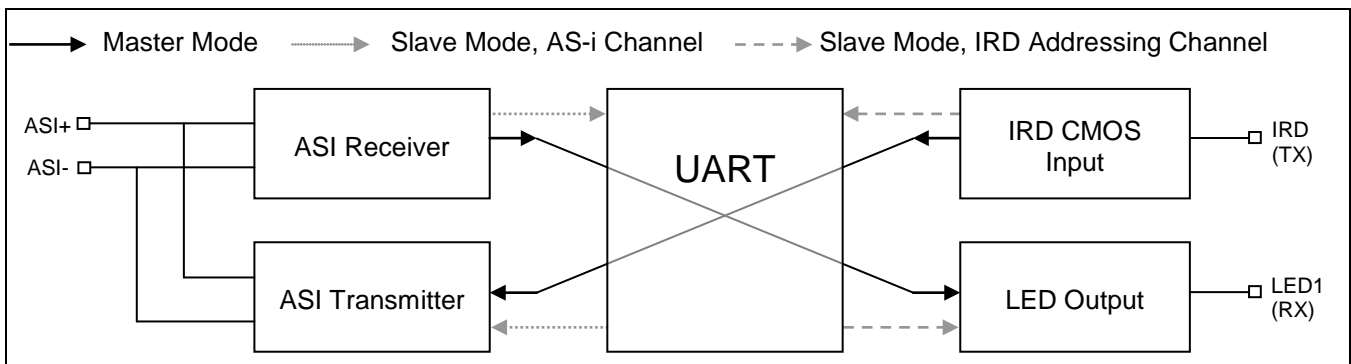 Master Mode
Slave Mode, AS-i Channel
Slave Mode, IRD Addressing Channel
ASI+
ASI-
ASI Receiver
UART
IRD CMOS
Input
IRD
(TX)
ASI Transmitter
LED Output
LED1
(RX)